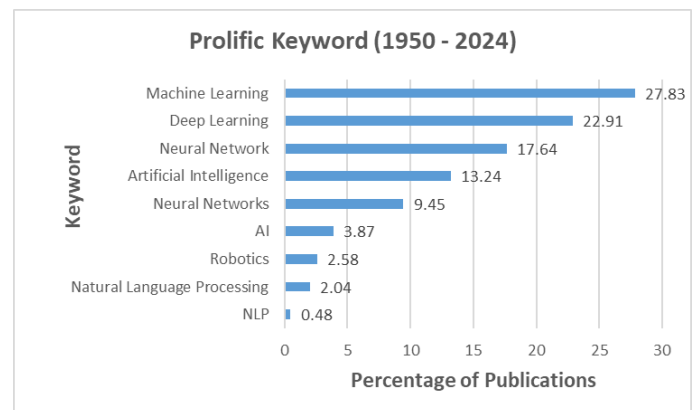 Prolific Keyword (1950 - 2024)
Keyword
Machine Learning 27.83
Deep Learning 22.91
Neural Network 17.64
Artificial Intelligence 13.24
Neural Networks 9.45
AI 3.87
Robotics 2.58
Natural Language Processing 2.04
NLP 0.48
0 5 10 15 20 25 30
Percentage of Publications